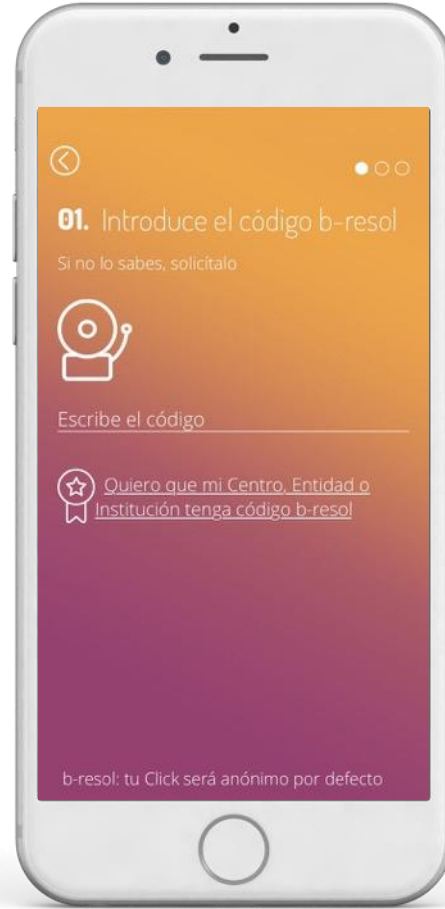 01. Introduce el código b-resol
Si no lo sabes, solicítalo
Escribe el código
Quiero que mi Centro, Entidad o
Institución tenga código b-resol
b-resol: tu Click será anónimo por defecto